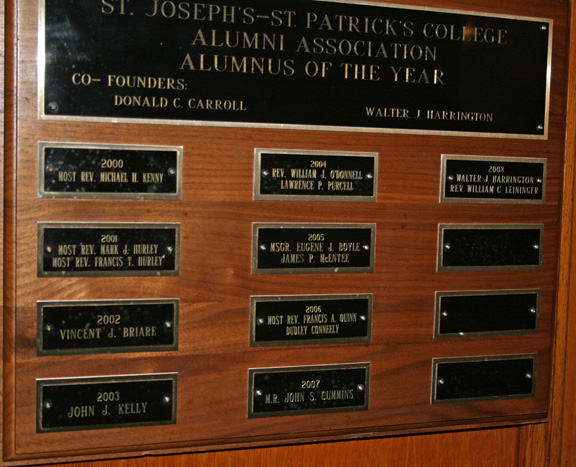 ST. JOSEPH'S–ST. PATRICK'S COLLEGE
ALUMNI ASSOCIATION
ALUMNUS OF THE YEAR
CO- FOUNDERS:
DONALD C. CARROLL
WALTER J. HARRINGTON
2000
MOST REV. MICHAEL H. KENNY
2001
MOST REV. MARK J. HURLEY
MOST REV. FRANCIS T. HURLEY
2002
VINCENT J. BRIARE
2003
JOHN J. KELLY
2004
REV. WILLIAM J. O'DONNELL
LAWRENCE P. PURCELL
2005
MSGR. EUGENE J. BOYLE
JAMES P. McENTEE
2006
MOST REV. FRANCIS A. QUINN
DUDLEY CONNEELY
2007
M.R. JOHN S. CUMMINS
2008
WALTER J. HARRINGTON
REV WILLIAM C. LEININGER